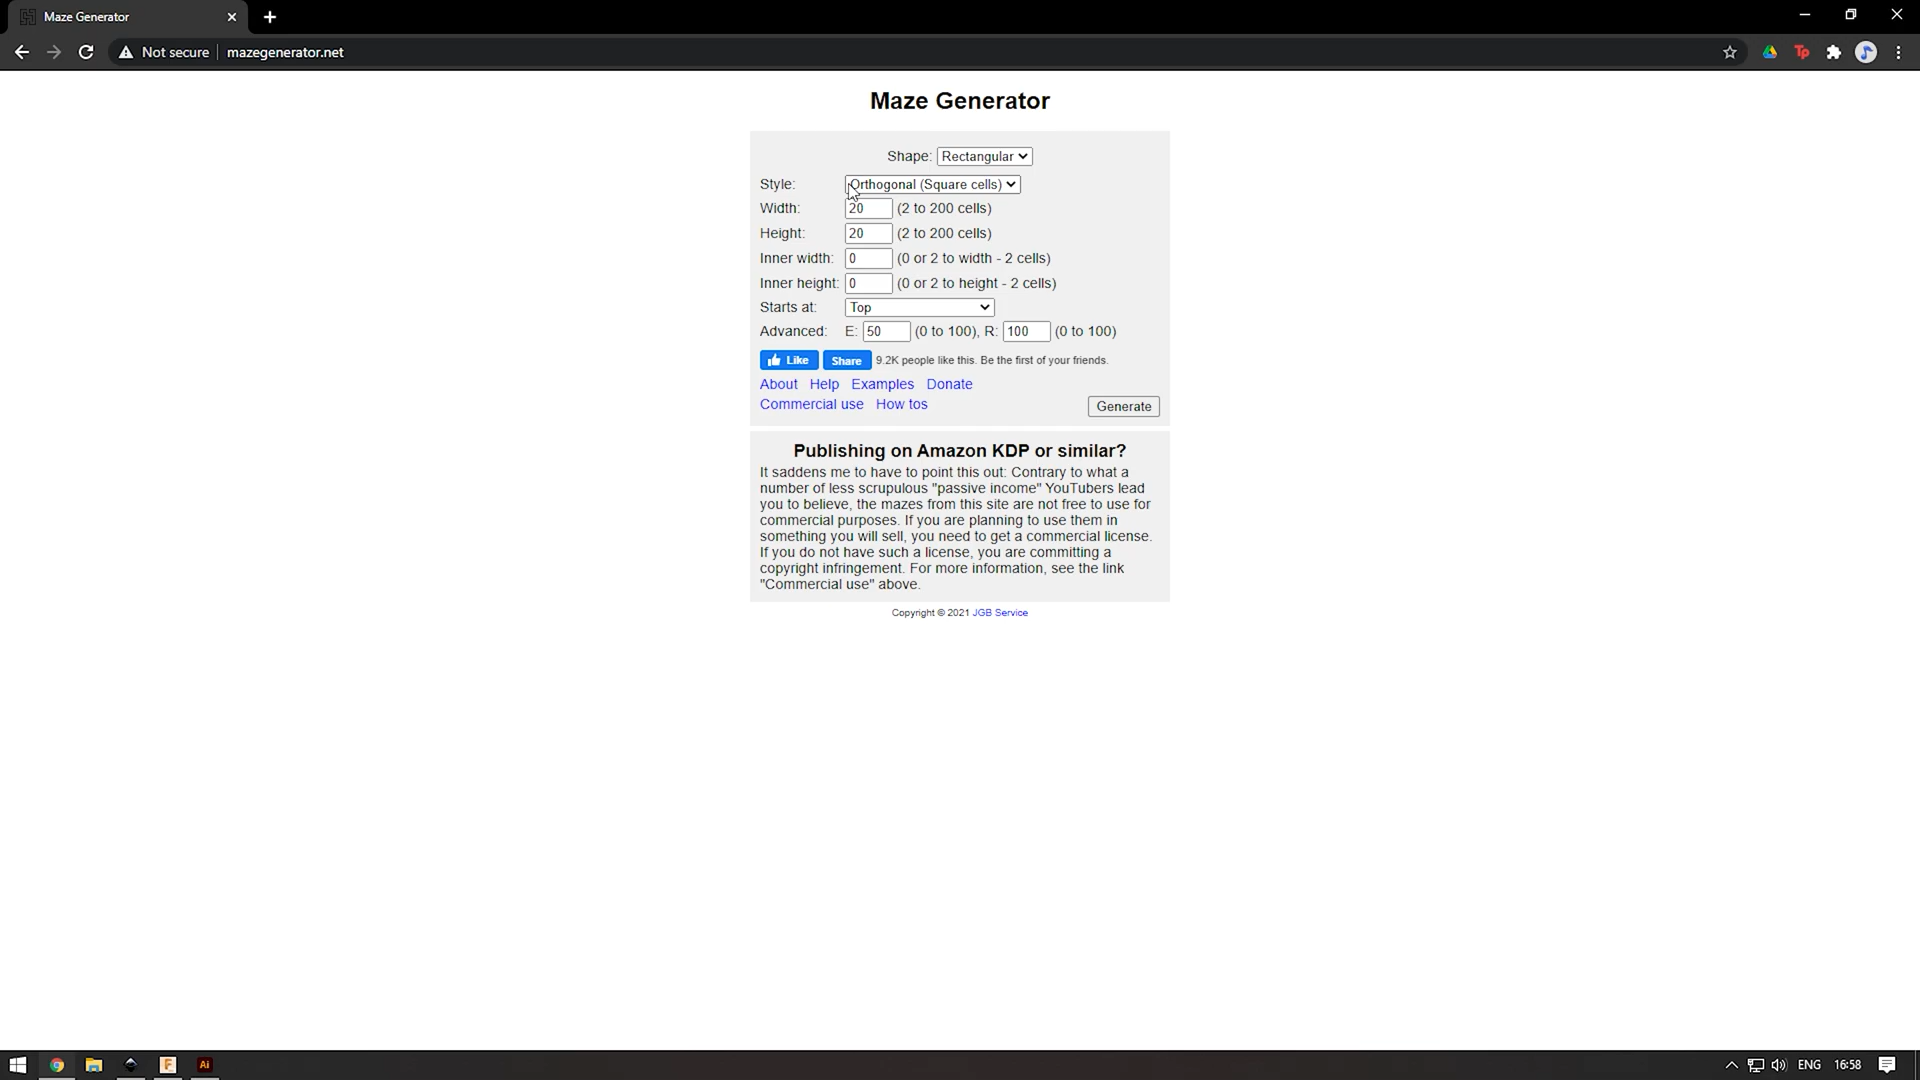 Maze Generator
Not secure mazegenerator.net
Tp
Maze Generator
Shape: Rectangular
Style: Orthogonal (Square cells)
Width: 20 (2 to 200 cells)
Height: 20 (2 to 200 cells)
Inner width: 0 (0 or 2 to width - 2 cells)
Inner height: 0 (0 or 2 to height - 2 cells)
Starts at: Top
Advanced: E: 50 (0 to 100), R: 100 (0 to 100)
Like Share 9.2K people like this. Be the first of your friends.
About Help Examples Donate
Commercial use How tos Generate
Publishing on Amazon KDP or similar?
It saddens me to have to point this out: Contrary to what a
number of less scrupulous "passive income" YouTubers lead
you to believe, the mazes from this site are not free to use for
commercial purposes. If you are planning to use them in
something you will sell, you need to get a commercial license.
If you do not have such a license, you are committing a
copyright infringement. For more information, see the link
"Commercial use" above.
Copyright © 2021 JGB Service
F Ai ENG 16:58